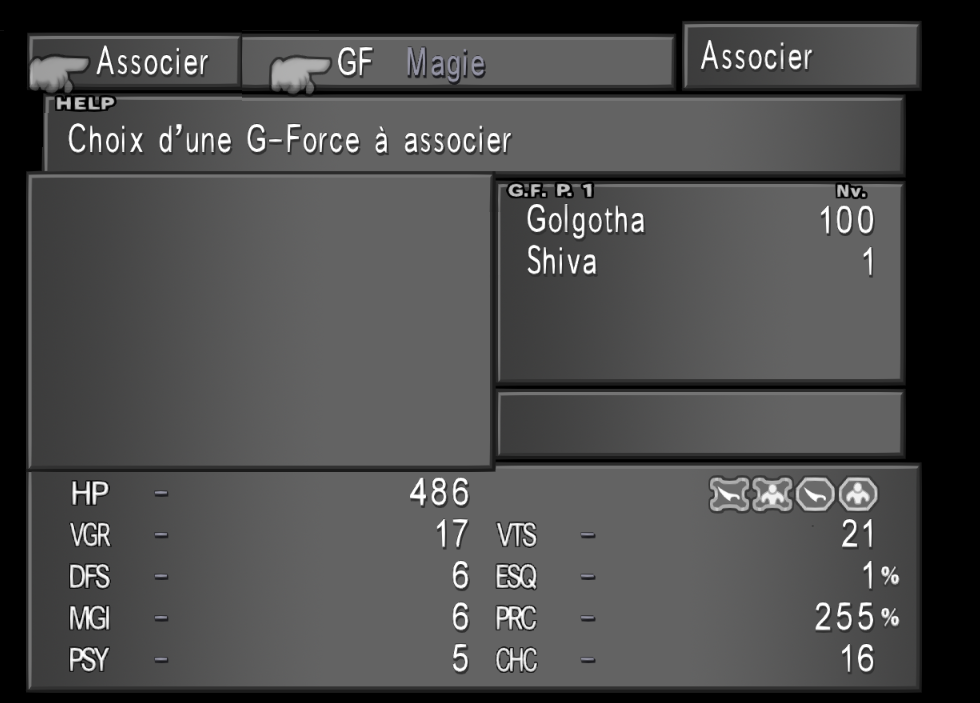 Associer GF Magie Associer
HELP
Choix d'une G-Force à associer
G.F. P. 1 Nv.
Golgotha 100
Shiva 1
HP - 486
VGR - 17 VTS - 21
DFS - 6 ESQ - 1%
MGI - 6 PRC - 255%
PSY - 5 CHC - 16